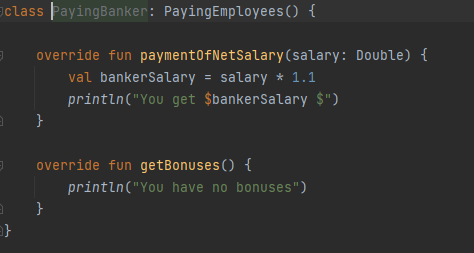 class PayingBanker: PayingEmployees() {
override fun paymentOfNetSalary(salary: Double) {
val bankerSalary = salary * 1.1
println("You get $bankerSalary $")
}
override fun getBonuses() {
println("You have no bonuses")
}
}